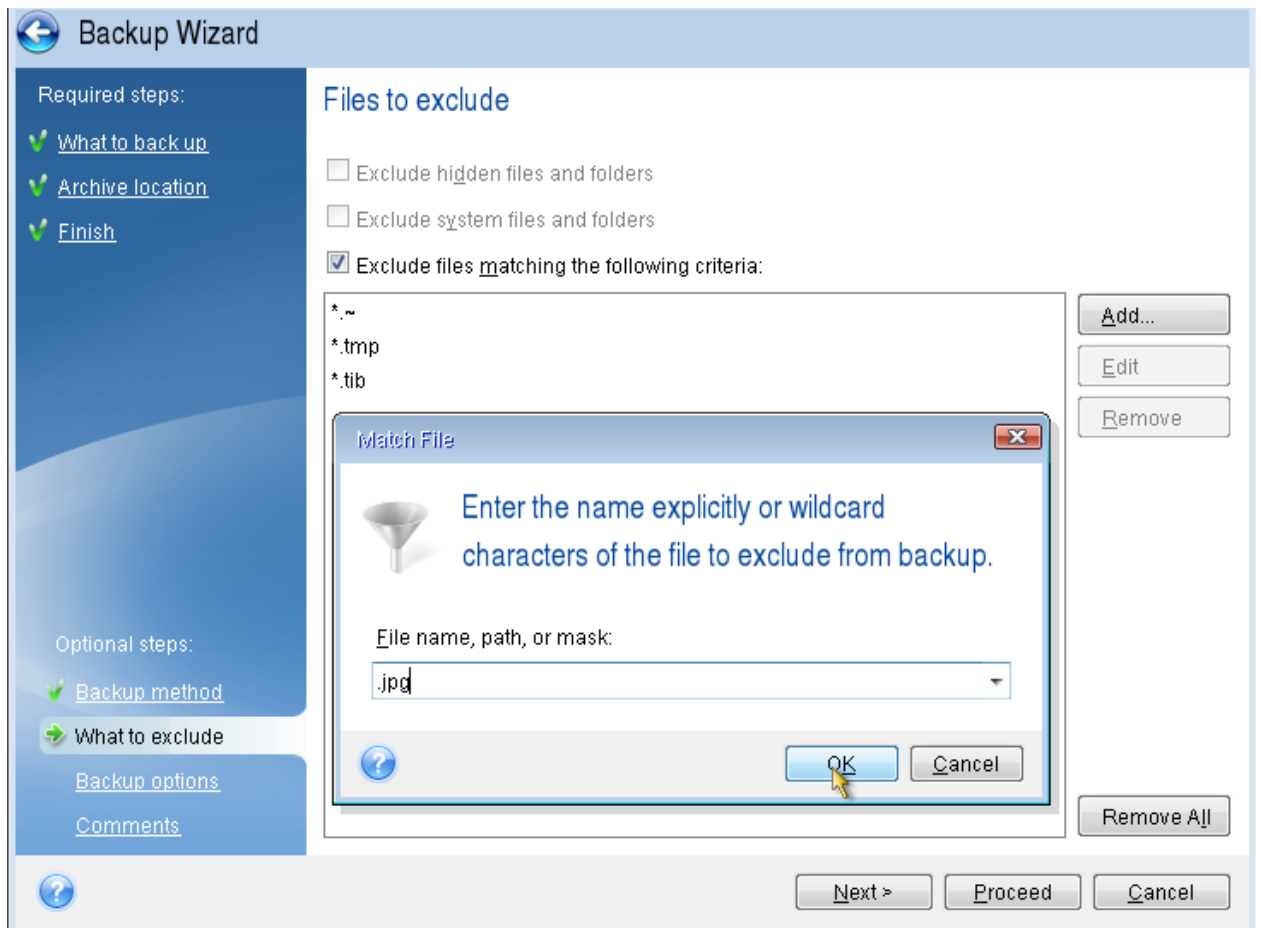 Backup Wizard
Required steps:
What to back up
Archive location
Finish
Optional steps:
Backup method
What to exclude
Backup options
Comments
Files to exclude
Exclude hidden files and folders
Exclude system files and folders
Exclude files matching the following criteria:
*.~
*.tmp
*.tib
Add...
Edit
Remove
Remove All
Match File
Enter the name explicitly or wildcard
characters of the file to exclude from backup.
File name, path, or mask:
.jpg
OK
Cancel
Next >
Proceed
Cancel